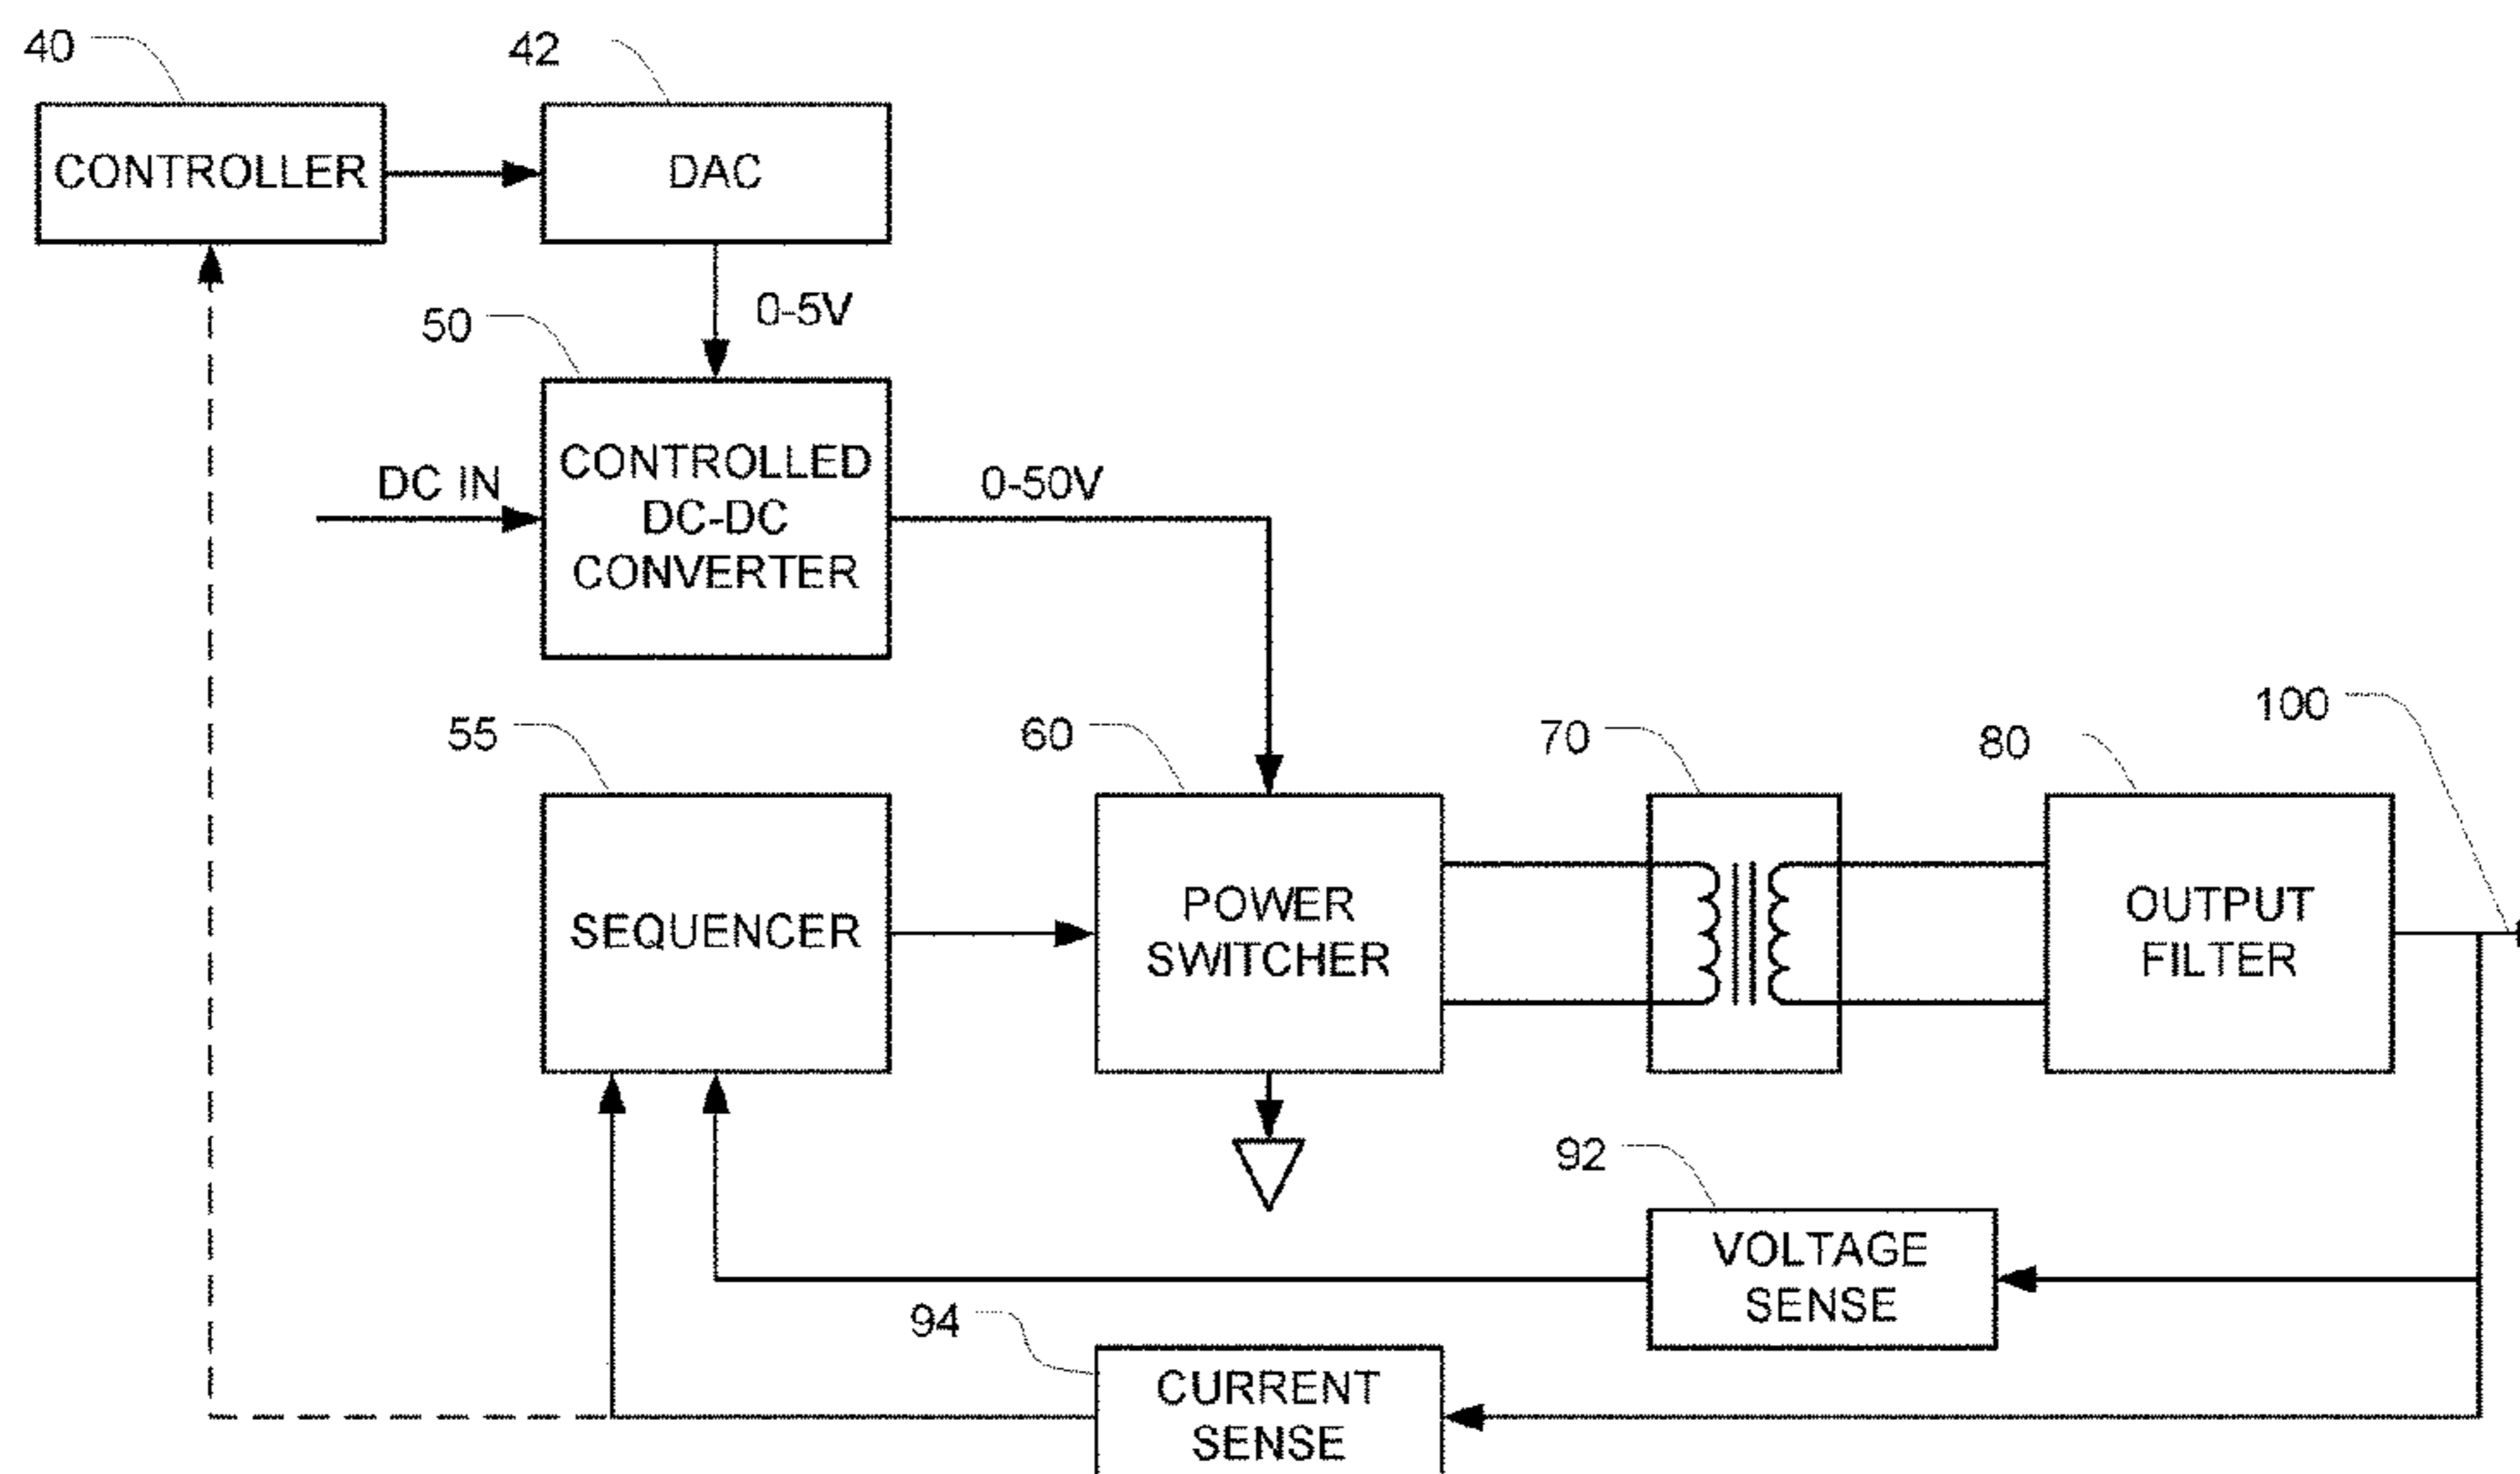 40
42
CONTROLLER
DAC
0-5V
50
DC IN
CONTROLLED
DC-DC
CONVERTER
0-50V
55
60
70
80
100
SEQUENCER
POWER
SWITCHER
OUTPUT
FILTER
92
VOLTAGE
SENSE
94
CURRENT
SENSE